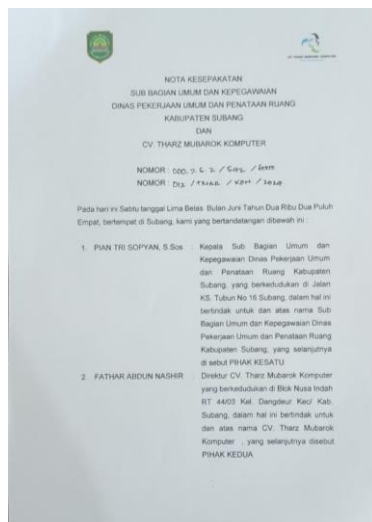 NOTA KESEPAKATAN
SUB BAGIAN UMUM DAN KEPEGAWAIAN
DINAS PEKERJAAN UMUM DAN PENATAAN RUANG
KABUPATEN SUBANG
DAN
CV. THARZ MUBAROK KOMPUTER
NOMOR :
NOMOR : 012 / THARZ / KOM / 2024
Pada hari ini Sabtu tanggal Lima Belas Bulan Juni Tahun Dua Ribu Dua Puluh
Empat, bertempat di Subang, kami yang bertandatangan dibawah ini :
1. PIAN TRI SOPYAN, S.Sos : Kepala Sub Bagian Umum dan
Kepegawaian Dinas Pekerjaan Umum
dan Penataan Ruang Kabupaten
Subang, yang berkedudukan di Jalan
KS. Tubun No 16 Subang, dalam hal ini
bertindak untuk dan atas nama Sub
Bagian Umum dan Kepegawaian Dinas
Pekerjaan Umum dan Penataan Ruang
Kabupaten Subang, yang selanjutnya
di sebut PIHAK KESATU
2. FATHAR ABDUN NASHIR : Direktur CV. Tharz Mubarok Komputer
yang berkedudukan di Blok Nusa Indah
RT 44/03 Kel. Dangdeur Kec/ Kab.
Subang, dalam hal ini bertindak untuk
dan atas nama CV. Tharz Mubarok
Komputer , yang selanjutnya disebut
PIHAK KEDUA